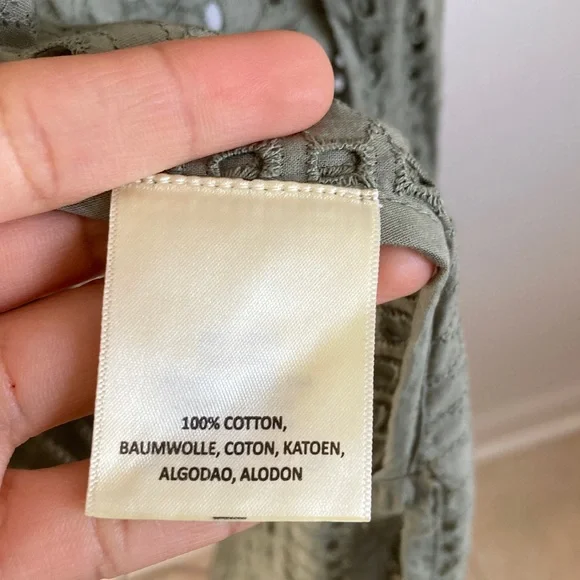 100% COTTON,
BAUMWOLLE, COTON, KATOEN,
ALGODAO, ALODON